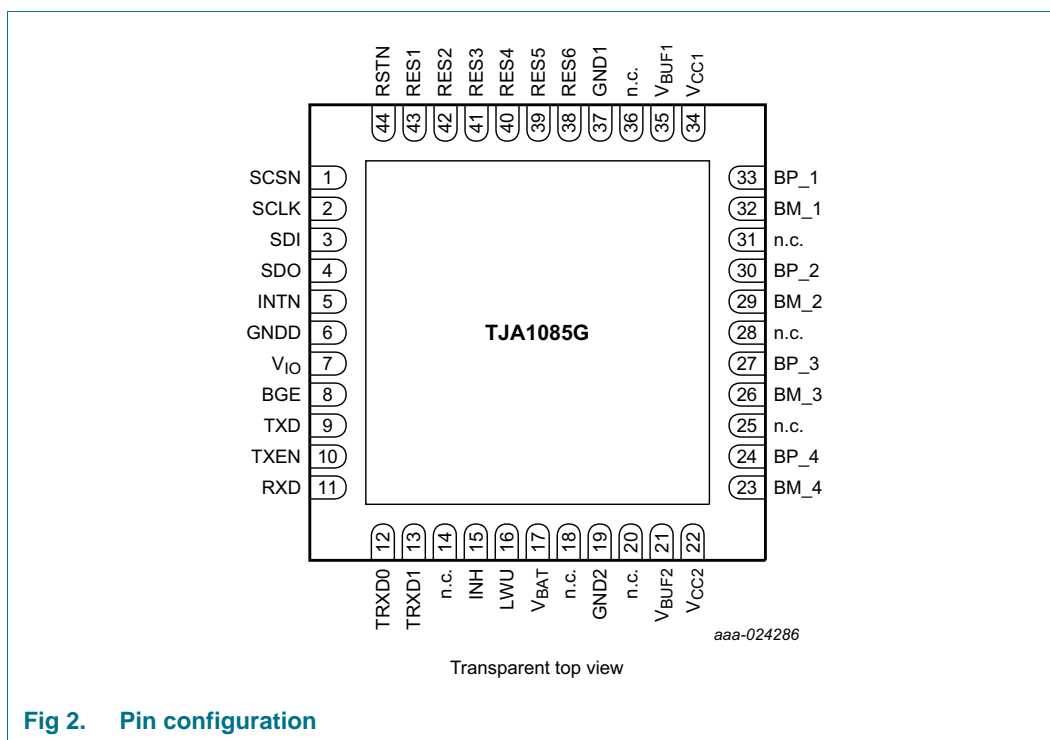 RSTN RES1 RES2 RES3 RES4 RES5 RES6 GND1 n.c. VBUF1 VCC1
44 43 42 41 40 39 38 37 36 35 34
SCSN 1 33 BP_1
SCLK 2 32 BM_1
SDI 3 31 n.c.
SDO 4 30 BP_2
INTN 5 29 BM_2
GNDD 6 TJA1085G 28 n.c.
VIO 7 27 BP_3
BGE 8 26 BM_3
TXD 9 25 n.c.
TXEN 10 24 BP_4
RXD 11 23 BM_4
12 13 14 15 16 17 18 19 20 21 22
TRXD0 TRXD1 n.c. INH LWU VBAT n.c. GND2 n.c. VBUF2 VCC2
aaa-024286
Transparent top view
Fig 2. Pin configuration